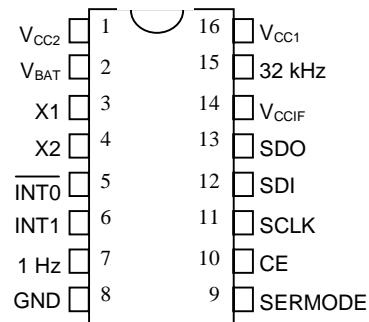 VCC2 1 16 VCC1
VBAT 2 15 32 kHz
X1 3 14 VCCIF
X2 4 13 SDO
INT0 5 12 SDI
INT1 6 11 SCLK
1 Hz 7 10 CE
GND 8 9 SERMODE